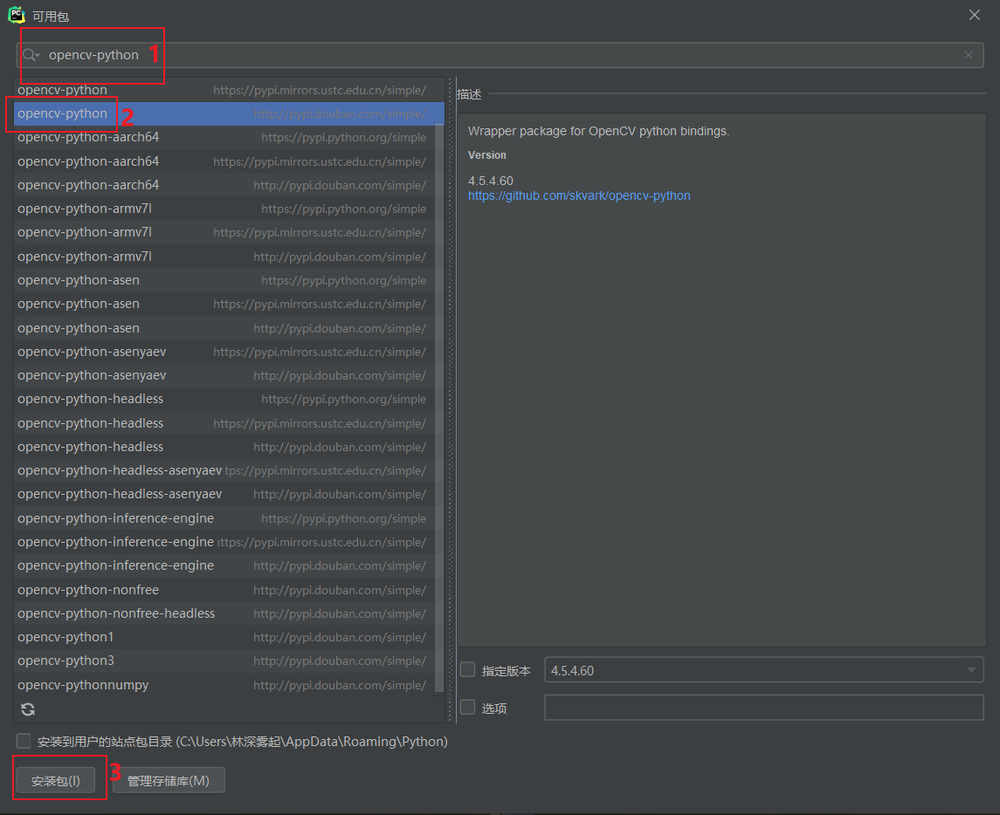 PC
可用包
opencv-python 1
opencv-python https://pypi.mirrors.ustc.edu.cn/simple/
opencv-python 2 http://pypi.douban.com/simple/
opencv-python-aarch64 https://pypi.python.org/simple
opencv-python-aarch64 https://pypi.mirrors.ustc.edu.cn/simple/
opencv-python-aarch64 http://pypi.douban.com/simple/
opencv-python-armv7l https://pypi.python.org/simple
opencv-python-armv7l https://pypi.mirrors.ustc.edu.cn/simple/
opencv-python-armv7l http://pypi.douban.com/simple/
opencv-python-asen https://pypi.python.org/simple
opencv-python-asen https://pypi.mirrors.ustc.edu.cn/simple/
opencv-python-asen http://pypi.douban.com/simple/
opencv-python-asenyaev https://pypi.mirrors.ustc.edu.cn/simple/
opencv-python-asenyaev http://pypi.douban.com/simple/
opencv-python-headless https://pypi.python.org/simple
opencv-python-headless https://pypi.mirrors.ustc.edu.cn/simple/
opencv-python-headless http://pypi.douban.com/simple/
opencv-python-headless-asenyaev tps://pypi.mirrors.ustc.edu.cn/simple/
opencv-python-headless-asenyaev http://pypi.douban.com/simple/
opencv-python-inference-engine https://pypi.python.org/simple
opencv-python-inference-engine ttps://pypi.mirrors.ustc.edu.cn/simple/
opencv-python-inference-engine http://pypi.douban.com/simple/
opencv-python-nonfree http://pypi.douban.com/simple/
opencv-python-nonfree-headless http://pypi.douban.com/simple/
opencv-python1 http://pypi.douban.com/simple/
opencv-python3 http://pypi.douban.com/simple/
opencv-pythonnumpy http://pypi.douban.com/simple/
描述
Wrapper package for OpenCV python bindings.
Version
4.5.4.60
https://github.com/skvark/opencv-python
指定版本 4.5.4.60
选项
安装到用户的站点包目录 (C:\Users\林深雾起\AppData\Roaming\Python)
安装包(I) 3 管理存储库(M)